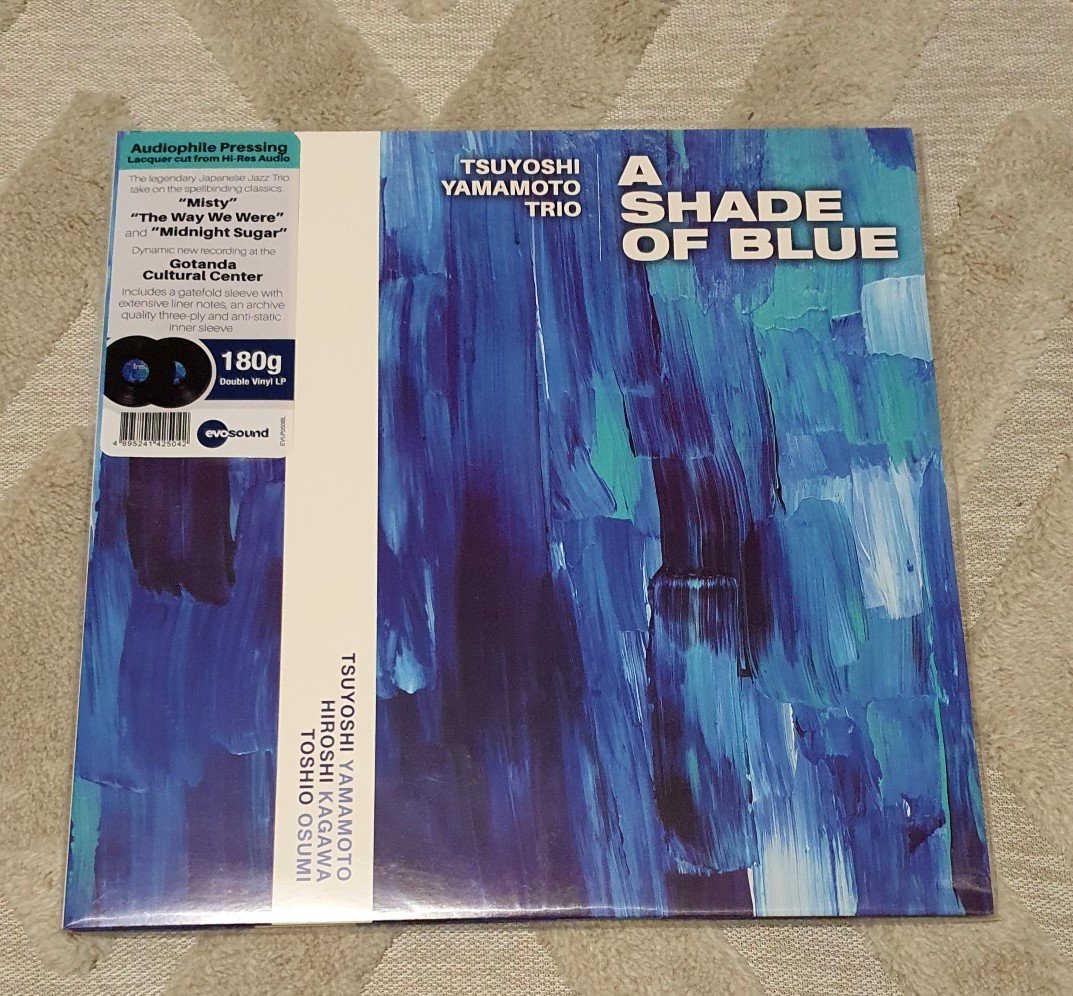 Audiophile Pressing
Lacquer cut from Hi-Res Audio
The legendary Japanese Jazz Trio
take on the spellbinding classics:
"Misty"
"The Way We Were"
and "Midnight Sugar"
Dynamic new recording at the
Gotanda
Cultural Center
Includes a gatefold sleeve with
extensive liner notes, an archive
quality three-ply and anti-static
inner sleeve
180g
Double Vinyl LP
4 895241 425042
evosound
TSUYOSHI
YAMAMOTO
TRIO
A
SHADE
OF BLUE
TSUYOSHI YAMAMOTO
HIROSHI KAGAWA
TOSHIO OSUMI